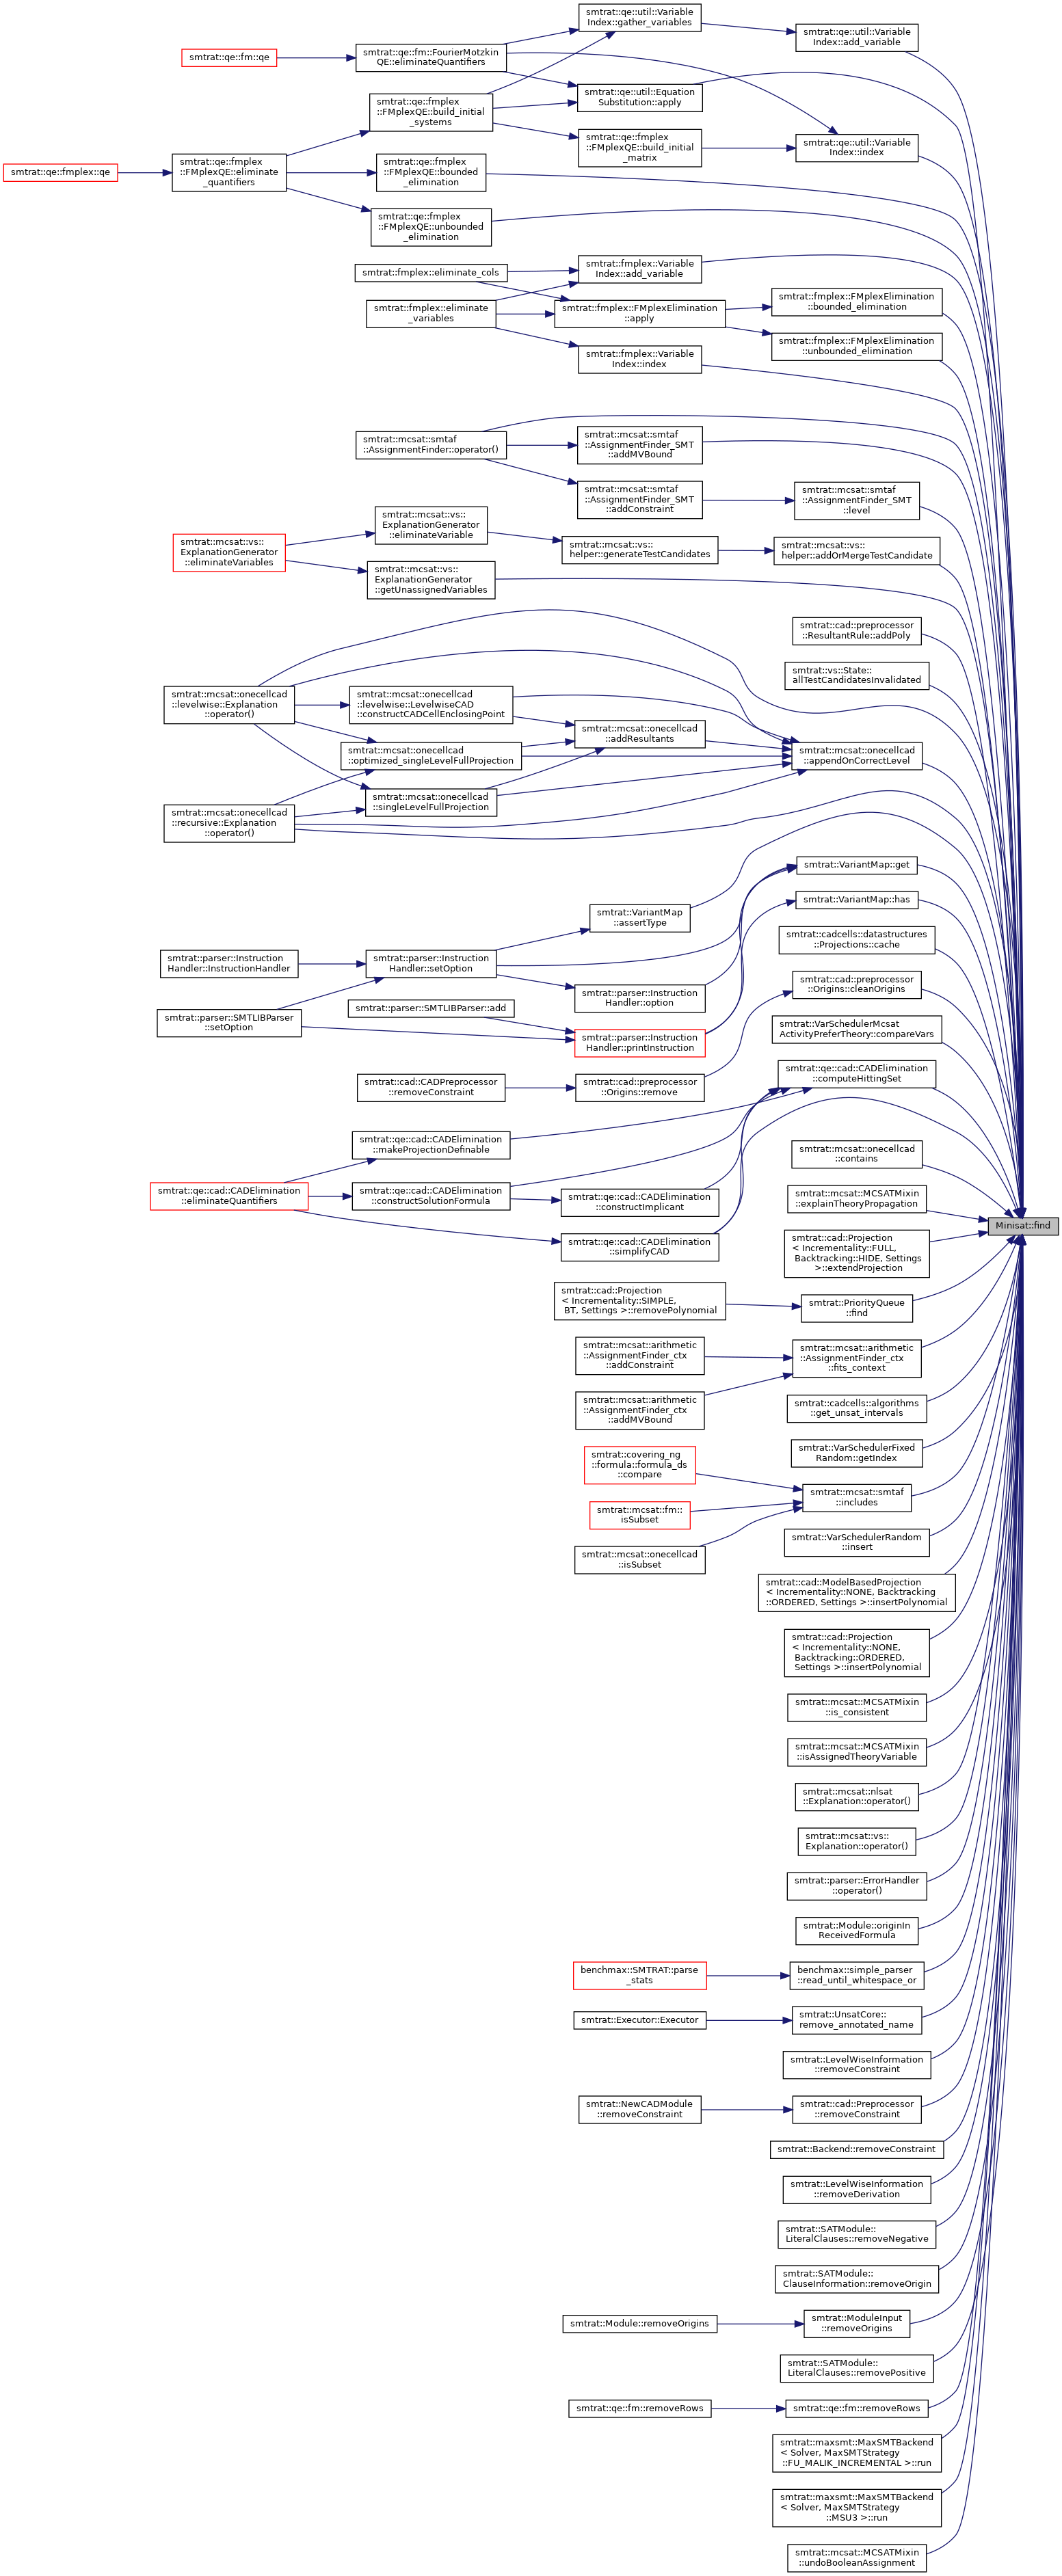 smtrat::qe::util::Variable
Index::gather_variables
smtrat::qe::util::Variable
Index::add_variable
smtrat::qe::fm::qe
smtrat::qe::fm::FourierMotzkin
QE::eliminateQuantifiers
smtrat::qe::util::Equation
Substitution::apply
smtrat::qe::fmplex
::FMplexQE::build_initial
_systems
smtrat::qe::fmplex
::FMplexQE::build_initial
_matrix
smtrat::qe::util::Variable
Index::index
smtrat::qe::fmplex::qe
smtrat::qe::fmplex
::FMplexQE::eliminate
_quantifiers
smtrat::qe::fmplex
::FMplexQE::bounded
_elimination
smtrat::qe::fmplex
::FMplexQE::unbounded
_elimination
smtrat::fmplex::eliminate_cols
smtrat::fmplex::Variable
Index::add_variable
smtrat::fmplex::eliminate
_variables
smtrat::fmplex::FMplexElimination
::apply
smtrat::fmplex::FMplexElimination
::bounded_elimination
smtrat::fmplex::FMplexElimination
::unbounded_elimination
smtrat::fmplex::Variable
Index::index
smtrat::mcsat::smtaf
::AssignmentFinder::operator()
smtrat::mcsat::smtaf
::AssignmentFinder_SMT
::addMVBound
smtrat::mcsat::smtaf
::AssignmentFinder_SMT
::addConstraint
smtrat::mcsat::smtaf
::AssignmentFinder_SMT
::level
smtrat::mcsat::vs::
ExplanationGenerator
::eliminateVariables
smtrat::mcsat::vs::
ExplanationGenerator
::eliminateVariable
smtrat::mcsat::vs::
helper::generateTestCandidates
smtrat::mcsat::vs::
helper::addOrMergeTestCandidate
smtrat::mcsat::vs::
ExplanationGenerator
::getUnassignedVariables
smtrat::cad::preprocessor
::ResultantRule::addPoly
smtrat::vs::State::
allTestCandidatesInvalidated
smtrat::mcsat::onecellcad
::levelwise::Explanation
::operator()
smtrat::mcsat::onecellcad
::levelwise::LevelwiseCAD
::constructCADCellEnclosingPoint
smtrat::mcsat::onecellcad
::addResultants
smtrat::mcsat::onecellcad
::optimized_singleLevelFullProjection
smtrat::mcsat::onecellcad
::appendOnCorrectLevel
smtrat::mcsat::onecellcad
::singleLevelFullProjection
smtrat::mcsat::onecellcad
::recursive::Explanation
::operator()
smtrat::VariantMap::get
smtrat::VariantMap::has
smtrat::VariantMap
::assertType
smtrat::cadcells::datastructures
::Projections::cache
smtrat::parser::Instruction
Handler::InstructionHandler
smtrat::parser::Instruction
Handler::setOption
smtrat::cad::preprocessor
::Origins::cleanOrigins
smtrat::parser::Instruction
Handler::option
smtrat::parser::SMTLIBParser::add
smtrat::parser::SMTLIBParser
::setOption
smtrat::VarSchedulerMcsat
ActivityPreferTheory::compareVars
smtrat::parser::Instruction
Handler::printInstruction
smtrat::cad::CADPreprocessor
::removeConstraint
smtrat::cad::preprocessor
::Origins::remove
smtrat::qe::cad::CADElimination
::computeHittingSet
smtrat::qe::cad::CADElimination
::makeProjectionDefinable
smtrat::mcsat::onecellcad
::contains
smtrat::qe::cad::CADElimination
::eliminateQuantifiers
smtrat::qe::cad::CADElimination
::constructSolutionFormula
smtrat::qe::cad::CADElimination
::constructImplicant
smtrat::mcsat::MCSATMixin
::explainTheoryPropagation
Minisat::find
smtrat::qe::cad::CADElimination
::simplifyCAD
smtrat::cad::Projection
< Incrementality::FULL,
Backtracking::HIDE, Settings
>::extendProjection
smtrat::cad::Projection
< Incrementality::SIMPLE,
BT, Settings >::removePolynomial
smtrat::PriorityQueue
::find
smtrat::mcsat::arithmetic
::AssignmentFinder_ctx
::addConstraint
smtrat::mcsat::arithmetic
::AssignmentFinder_ctx
::fits_context
smtrat::mcsat::arithmetic
::AssignmentFinder_ctx
::addMVBound
smtrat::cadcells::algorithms
::get_unsat_intervals
smtrat::VarSchedulerFixed
Random::getIndex
smtrat::covering_ng
::formula::formula_ds
::compare
smtrat::mcsat::smtaf
::includes
smtrat::mcsat::fm::
isSubset
smtrat::mcsat::onecellcad
::isSubset
smtrat::VarSchedulerRandom
::insert
smtrat::cad::ModelBasedProjection
< Incrementality::NONE, Backtracking
::ORDERED, Settings >::insertPolynomial
smtrat::cad::Projection
< Incrementality::NONE,
Backtracking::ORDERED,
Settings >::insertPolynomial
smtrat::mcsat::MCSATMixin
::is_consistent
smtrat::mcsat::MCSATMixin
::isAssignedTheoryVariable
smtrat::mcsat::nlsat
::Explanation::operator()
smtrat::mcsat::vs::
Explanation::operator()
smtrat::parser::ErrorHandler
::operator()
smtrat::Module::originIn
ReceivedFormula
benchmax::SMTRAT::parse
_stats
benchmax::simple_parser
::read_until_whitespace_or
smtrat::Executor::Executor
smtrat::UnsatCore::
remove_annotated_name
smtrat::LevelWiseInformation
::removeConstraint
smtrat::NewCADModule
::removeConstraint
smtrat::cad::Preprocessor
::removeConstraint
smtrat::Backend::removeConstraint
smtrat::LevelWiseInformation
::removeDerivation
smtrat::SATModule::
LiteralClauses::removeNegative
smtrat::SATModule::
ClauseInformation::removeOrigin
smtrat::Module::removeOrigins
smtrat::ModuleInput
::removeOrigins
smtrat::SATModule::
LiteralClauses::removePositive
smtrat::qe::fm::removeRows
smtrat::qe::fm::removeRows
smtrat::maxsmt::MaxSMTBackend
< Solver, MaxSMTStrategy
::FU_MALIK_INCREMENTAL >::run
smtrat::maxsmt::MaxSMTBackend
< Solver, MaxSMTStrategy
::MSU3 >::run
smtrat::mcsat::MCSATMixin
::undoBooleanAssignment